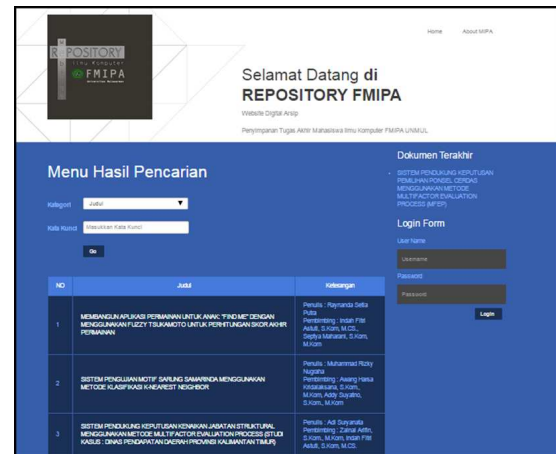 Home About MIPA
REPOSITORY
Ilmu Komputer
FMIPA
Selamat Datang di
REPOSITORY FMIPA
Website Digital Arsip
Penyimpanan Tugas Akhir Mahasiswa Ilmu Komputer FMIPA UNMUL
Menu Hasil Pencarian
Kategori
Judul
Kata Kunci
Masukkan Kata Kunci
Go
NO Judul Keterangan
1
MEMBANGUN APLIKASI PERMAINAN UNTUK ANAK "FIND ME" DENGAN
MENGGUNAKAN FUZZY TSUKAMOTO UNTUK PERHITUNGAN SKOR AKHIR
PERMAINAN
Penulis : Raynanda Setia
Putra
Pembimbing : Indah Fitri
Astuti, S.Kom, M.CS.,
Septya Maharani, S.Kom,
M.Kom
2
SISTEM PENGUJIAN MOTIF SARUNG SAMARINDA MENGGUNAKAN
METODE KLASIFIKASI K-NEAREST NEIGHBOR
Penulis : Muhammad Rizky
Nugraha
Pembimbing : Awang Harsa
Kridalaksana, S.Kom,
M.Kom, Addy Suyatno,
S.Kom., M.Kom
3
SISTEM PENDUKUNG KEPUTUSAN KENAIKAN JABATAN STRUKTURAL
MENGGUNAKAN METODE MULTIFACTOR EVALUATION PROCESS (STUDI
KASUS : DINAS PENDAPATAN DAERAH PROVINSI KALIMANTAN TIMUR)
Penulis : Adi Suryanata
Pembimbing : Zainal Arifin,
S.Kom., M.Kom, Indah Fitri
Astuti, S.Kom, M.CS.
Dokumen Terakhir
SISTEM PENDUKUNG KEPUTUSAN
PEMILIHAN PONSEL CERDAS
MENGGUNAKAN METODE
MULTIFACTOR EVALUATION
PROCESS (MFEP)
Login Form
User Name
Username
Password
Password
Login